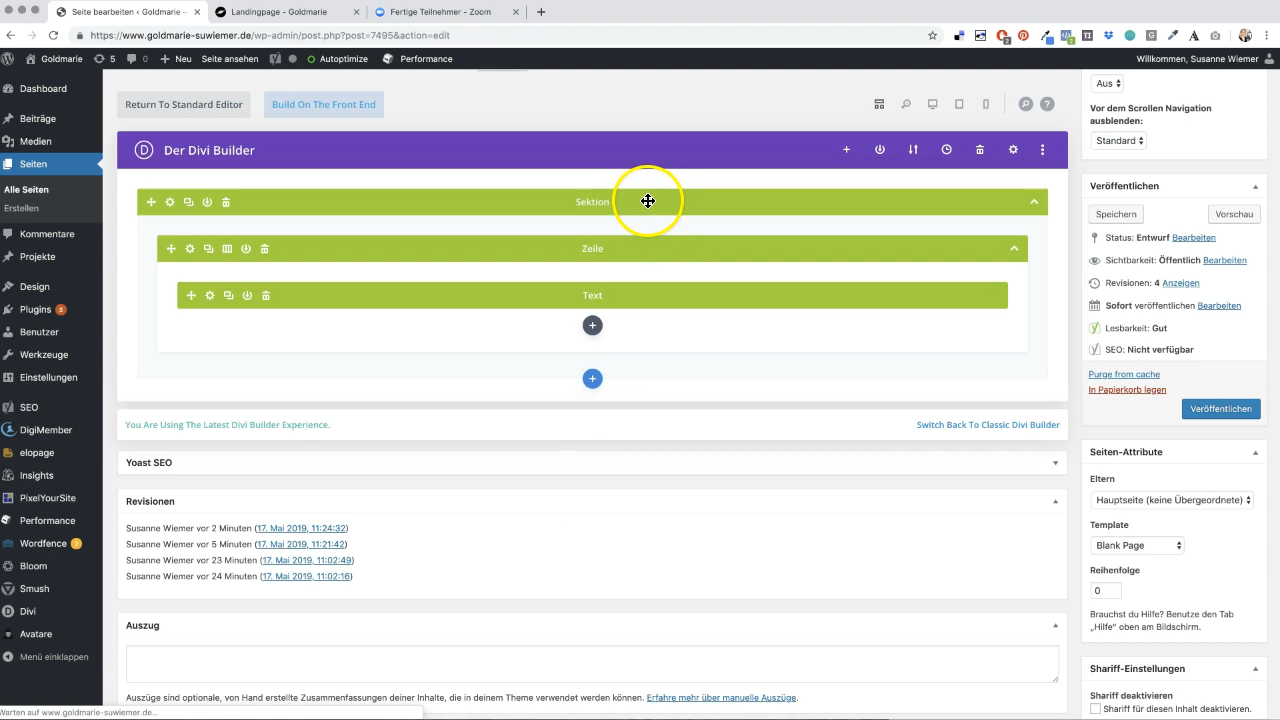 Seite bearbeiten ‹ Goldmarie –
Landingpage - Goldmarie
Fertige Teilnehmer - Zoom
https://www.goldmarie-suwiemer.de/wp-admin/post.php?post=7495&action=edit
Goldmarie
5
0
Neu
Seite ansehen
Autoptimize
Performance
Willkommen, Susanne Wiemer
Dashboard
Beiträge
Medien
Seiten
Alle Seiten
Erstellen
Kommentare
Projekte
Design
Plugins 3
Benutzer
Werkzeuge
Einstellungen
SEO
DigiMember
elopage
Insights
PixelYourSite
Performance
Wordfence 2
Bloom
Smush
Divi
Avatare
Menü einklappen
Return To Standard Editor
Build On The Front End
Der Divi Builder
Sektion
Zeile
Text
You Are Using The Latest Divi Builder Experience.
Switch Back To Classic Divi Builder
Yoast SEO
Revisionen
Susanne Wiemer vor 2 Minuten (17. Mai 2019, 11:24:32)
Susanne Wiemer vor 5 Minuten (17. Mai 2019, 11:21:42)
Susanne Wiemer vor 23 Minuten (17. Mai 2019, 11:02:49)
Susanne Wiemer vor 24 Minuten (17. Mai 2019, 11:02:16)
Auszug
Auszüge sind optionale, von Hand erstellte Zusammenfassungen deiner Inhalte, die in deinem Theme verwendet werden können. Erfahre mehr über manuelle Auszüge.
Warten auf www.goldmarie-suwiemer.de...
Aus
Vor dem Scrollen Navigation
ausblenden:
Standard
Veröffentlichen
Speichern
Vorschau
Status: Entwurf Bearbeiten
Sichtbarkeit: Öffentlich Bearbeiten
Revisionen: 4 Anzeigen
Sofort veröffentlichen Bearbeiten
Lesbarkeit: Gut
SEO: Nicht verfügbar
Purge from cache
In Papierkorb legen
Veröffentlichen
Seiten-Attribute
Eltern
Hauptseite (keine Übergeordnete)
Template
Blank Page
Reihenfolge
0
Brauchst du Hilfe? Benutze den Tab
„Hilfe“ oben am Bildschirm.
Shariff-Einstellungen
Shariff deaktivieren
Shariff für diesen Inhalt deaktivieren.